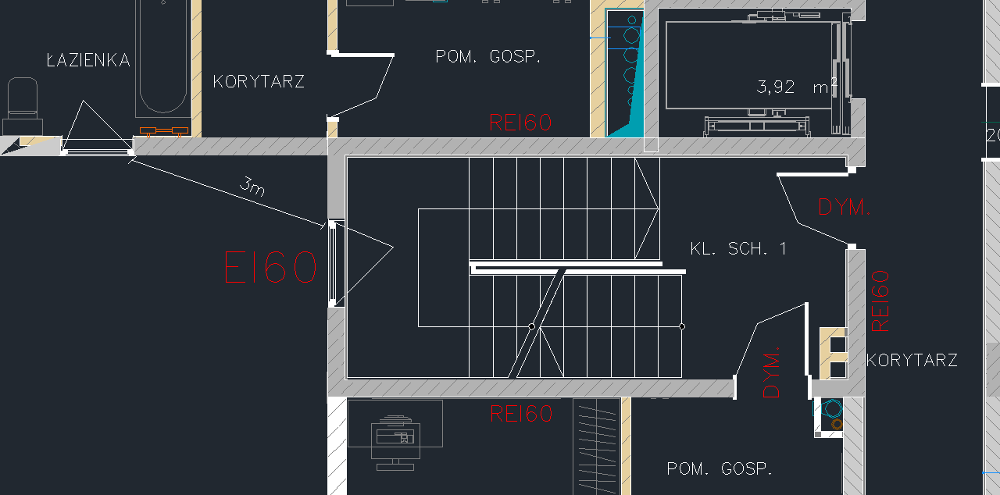 ŁAZIENKA
KORYTARZ
POM. GOSP.
3,92 m²
REI60
20
3m
DYM.
EI60
KL. SCH. 1
REI60
DYM.
KORYTARZ
REI60
POM. GOSP.